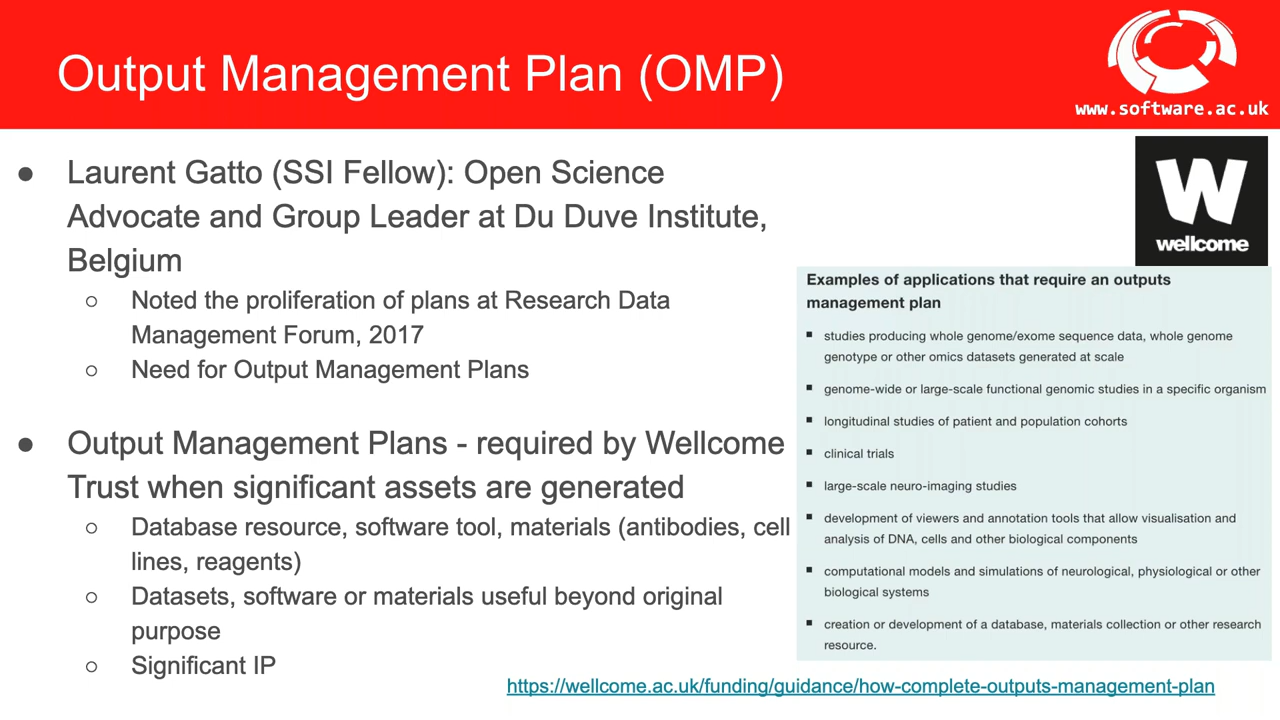 Output Management Plan (OMP)
www.software.ac.uk
● Laurent Gatto (SSI Fellow): Open Science
Advocate and Group Leader at Du Duve Institute,
Belgium
○ Noted the proliferation of plans at Research Data
Management Forum, 2017
○ Need for Output Management Plans
● Output Management Plans - required by Wellcome
Trust when significant assets are generated
○ Database resource, software tool, materials (antibodies, cell
lines, reagents)
○ Datasets, software or materials useful beyond original
purpose
○ Significant IP
W
wellcome
Examples of applications that require an outputs
management plan
▪ studies producing whole genome/exome sequence data, whole genome
genotype or other omics datasets generated at scale
▪ genome-wide or large-scale functional genomic studies in a specific organism
▪ longitudinal studies of patient and population cohorts
▪ clinical trials
▪ large-scale neuro-imaging studies
▪ development of viewers and annotation tools that allow visualisation and
analysis of DNA, cells and other biological components
▪ computational models and simulations of neurological, physiological or other
biological systems
▪ creation or development of a database, materials collection or other research
resource.
https://wellcome.ac.uk/funding/guidance/how-complete-outputs-management-plan